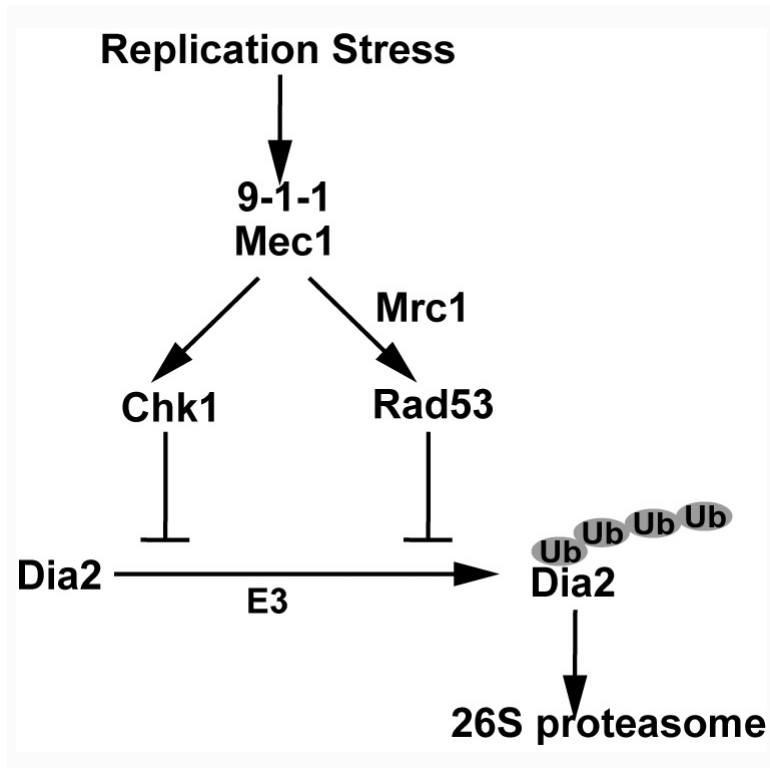 Replication Stress
9-1-1
Mec1
Mrc1
Chk1
Rad53
Ub Ub Ub Ub
Dia2
E3
Dia2
26S proteasome